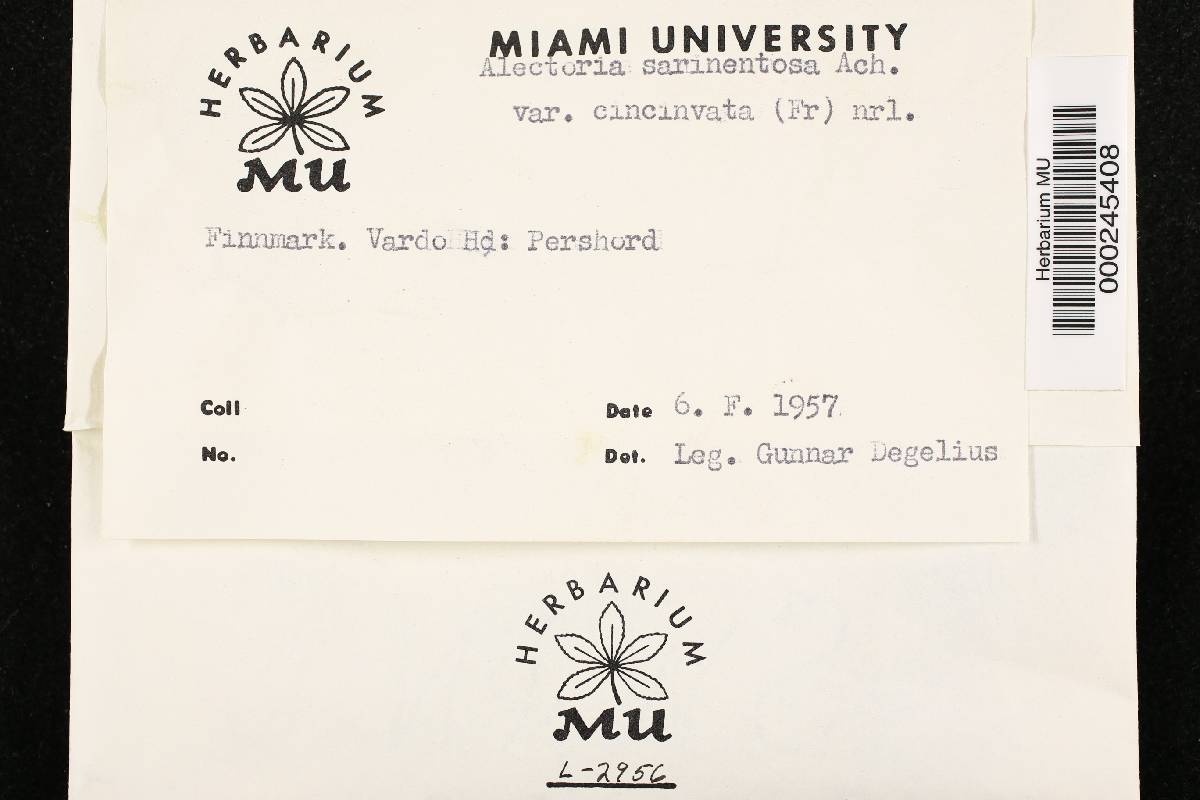 HERBARIUM
MU
MIAMI UNIVERSITY
Alectoria sarinentosa Ach.
var. cincinvata (Fr) nrl.
Finnmark. Vardo Hd: Pershord
Coll
No.
Date 6. F. 1957
Det. Leg. Gunnar Degelius
Herbarium MU
000245408
HERBARIUM
MU
L-2956